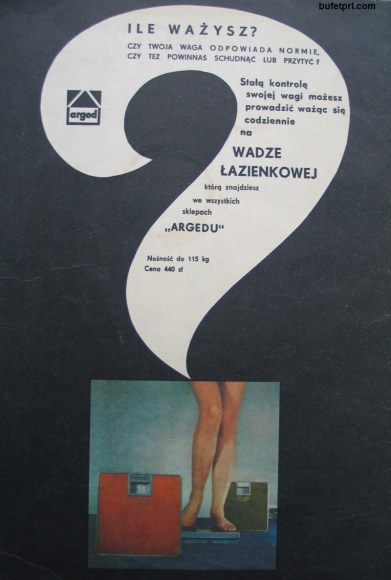 bufetprl.com
ILE WAŻYSZ?
CZY TWOJA WAGA ODPOWIADA NORMIE,
CZY TEŻ POWINNAŚ SCHUDNĄĆ LUB PRZYTYĆ?
Stałą kontrolę
swojej wagi możesz
prowadzić ważąc się
codziennie
na
WADZE
ŁAZIENKOWEJ
którą znajdziesz
we wszystkich
sklepach
„ARGEDU"
arged
Nośność do 115 kg
Cena 440 zł